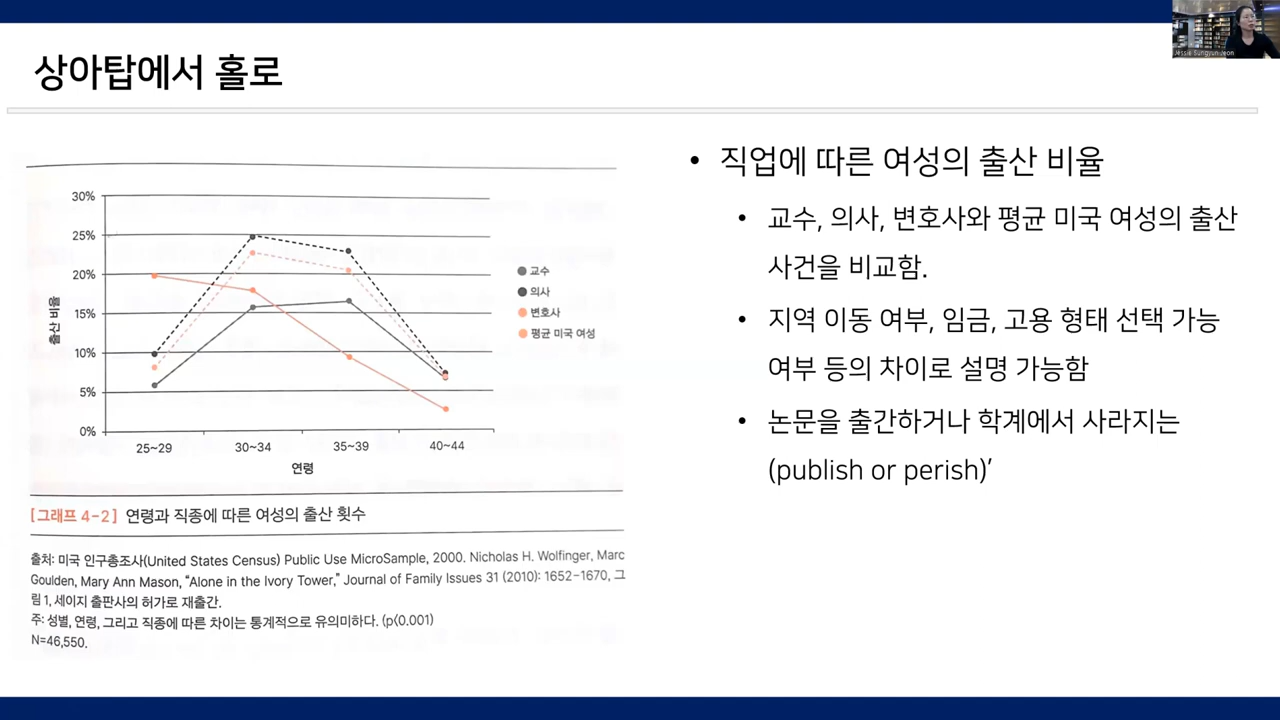 Jessie Sungyun Jeon
상아탑에서 홀로
30%
25%
20%
15%
10%
5%
0%
출산 비율
25~29
30~34
35~39
40~44
연령
교수
의사
변호사
평균 미국 여성
[그래프 4-2] 연령과 직종에 따른 여성의 출산 횟수
출처: 미국 인구총조사(United States Census) Public Use MicroSample, 2000. Nicholas H. Wolfinger, Marc
Goulden, Mary Ann Mason, “Alone in the Ivory Tower,” Journal of Family Issues 31 (2010): 1652-1670, 그
림 1, 세이지 출판사의 허가로 재출간.
주: 성별, 연령, 그리고 직종에 따른 차이는 통계적으로 유의미하다. (p<0.001)
N=46,550.
• 직업에 따른 여성의 출산 비율
• 교수, 의사, 변호사와 평균 미국 여성의 출산
사건을 비교함.
• 지역 이동 여부, 임금, 고용 형태 선택 가능
여부 등의 차이로 설명 가능함
• 논문을 출간하거나 학계에서 사라지는
(publish or perish)’